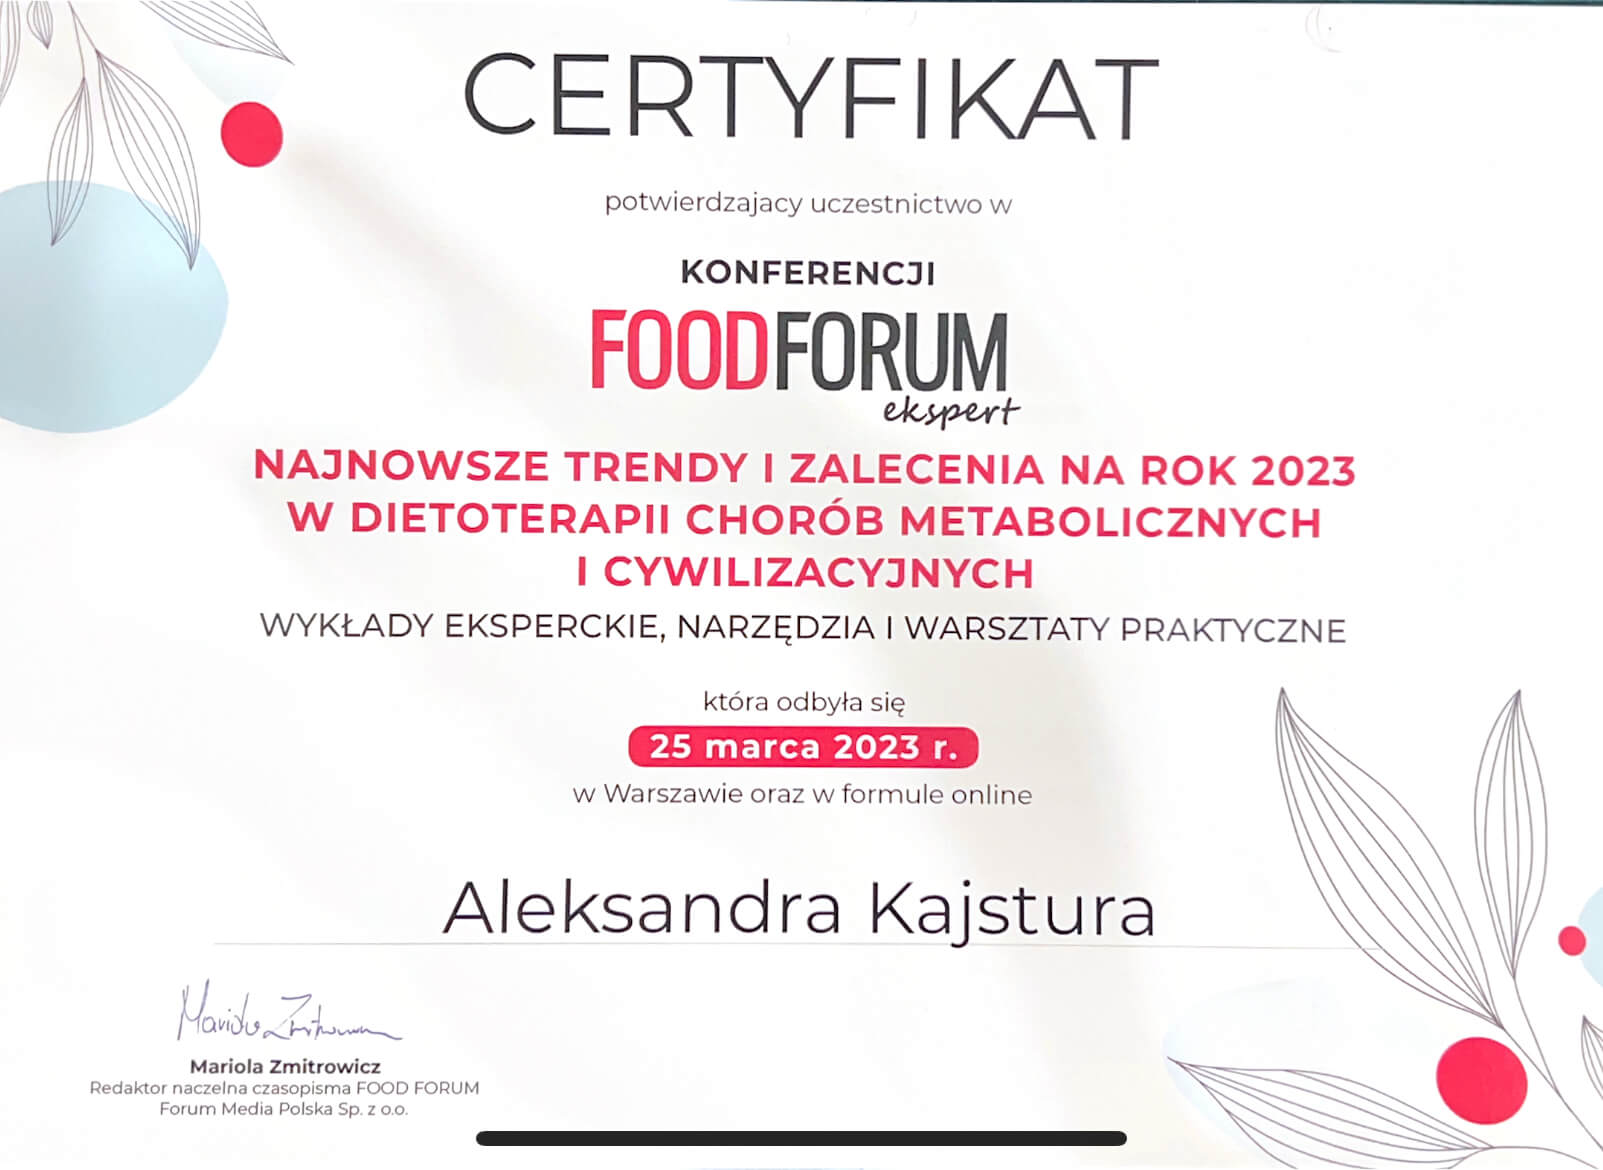 CERTYFIKAT
potwierdzajacy uczestnictwo w
KONFERENCJI
FOODFORUM
ekspert
NAJNOWSZE TRENDY I ZALECENIA NA ROK 2023
W DIETOTERAPII CHORÓB METABOLICZNYCH
I CYWILIZACYJNYCH
WYKŁADY EKSPERCKIE, NARZĘDZIA I WARSZTATY PRAKTYCZNE
która odbyła się
25 marca 2023 r.
w Warszawie oraz w formule online
Aleksandra Kajstura
Mariola Zmitrowicz
Redaktor naczelna czasopisma FOOD FORUM
Forum Media Polska Sp. z o.o.